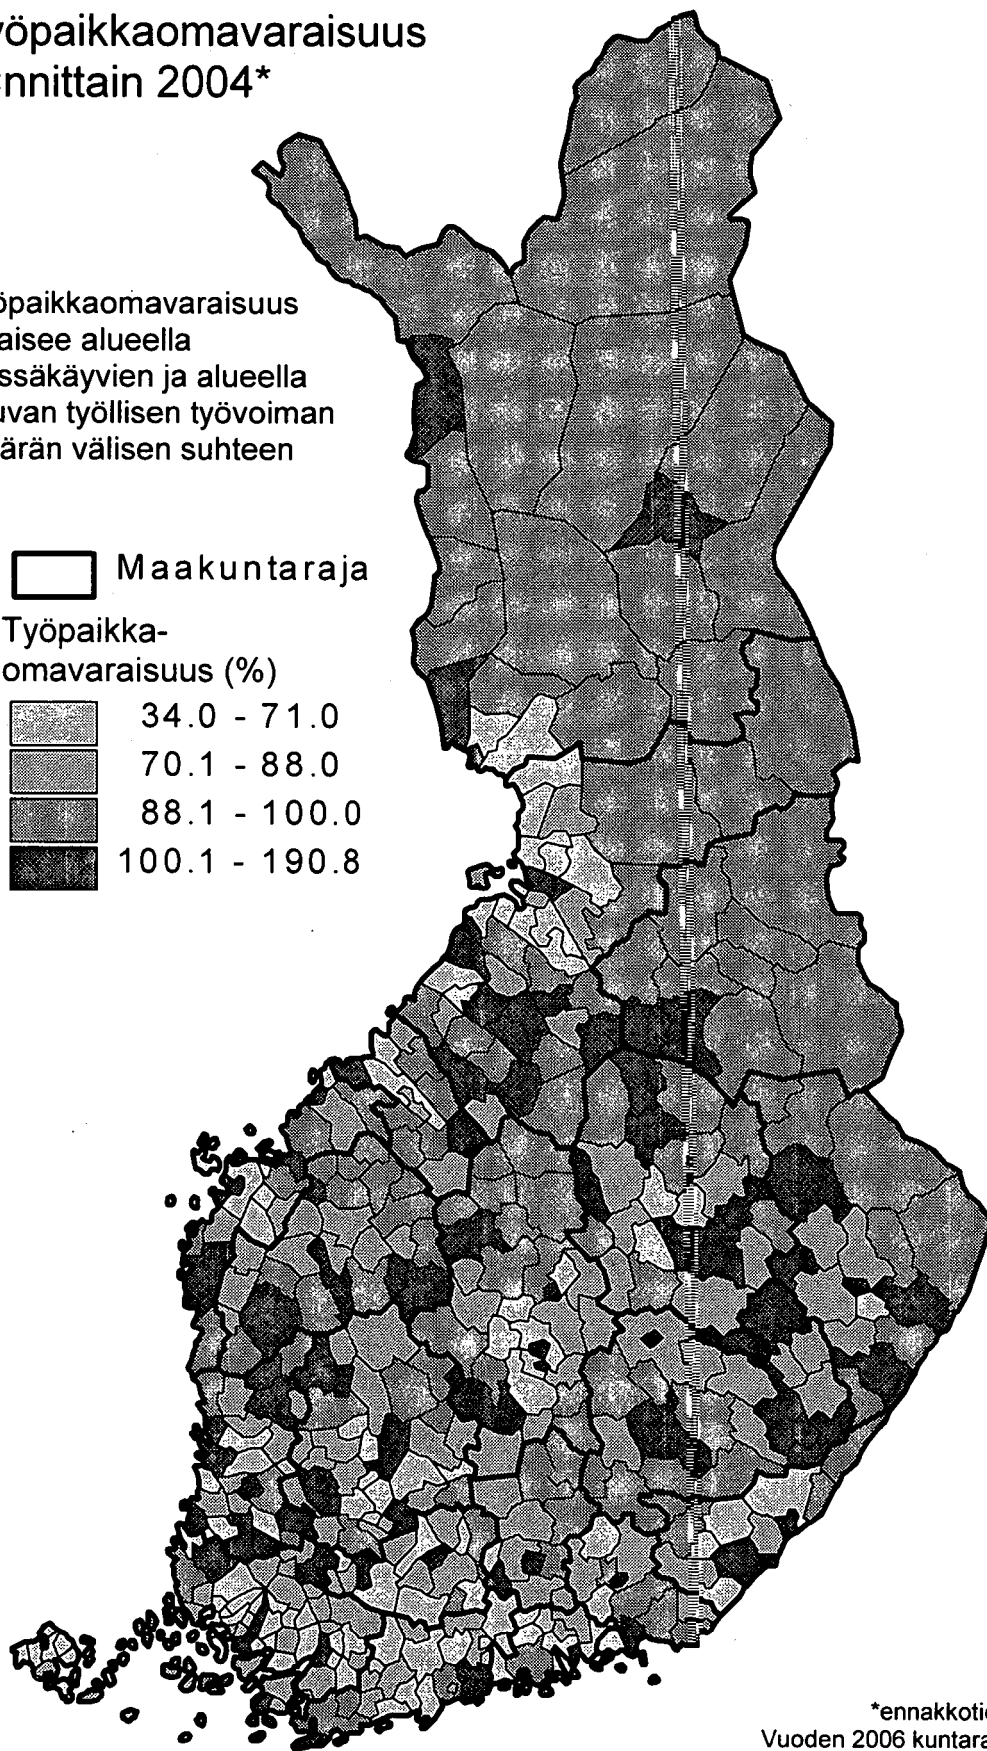 yöpaikkaomavaraisuus
nnittain 2004*
öpaikkaomavaraisuus
aisee alueella
ssäkäyvien ja alueella
uvan työllisen työvoiman
ärän välisen suhteen
Maakuntaraja
Työpaikka-
omavaraisuus (%)
34.0 - 71.0
70.1 - 88.0
88.1 - 100.0
100.1 - 190.8
*ennakkotie
Vuoden 2006 kuntara